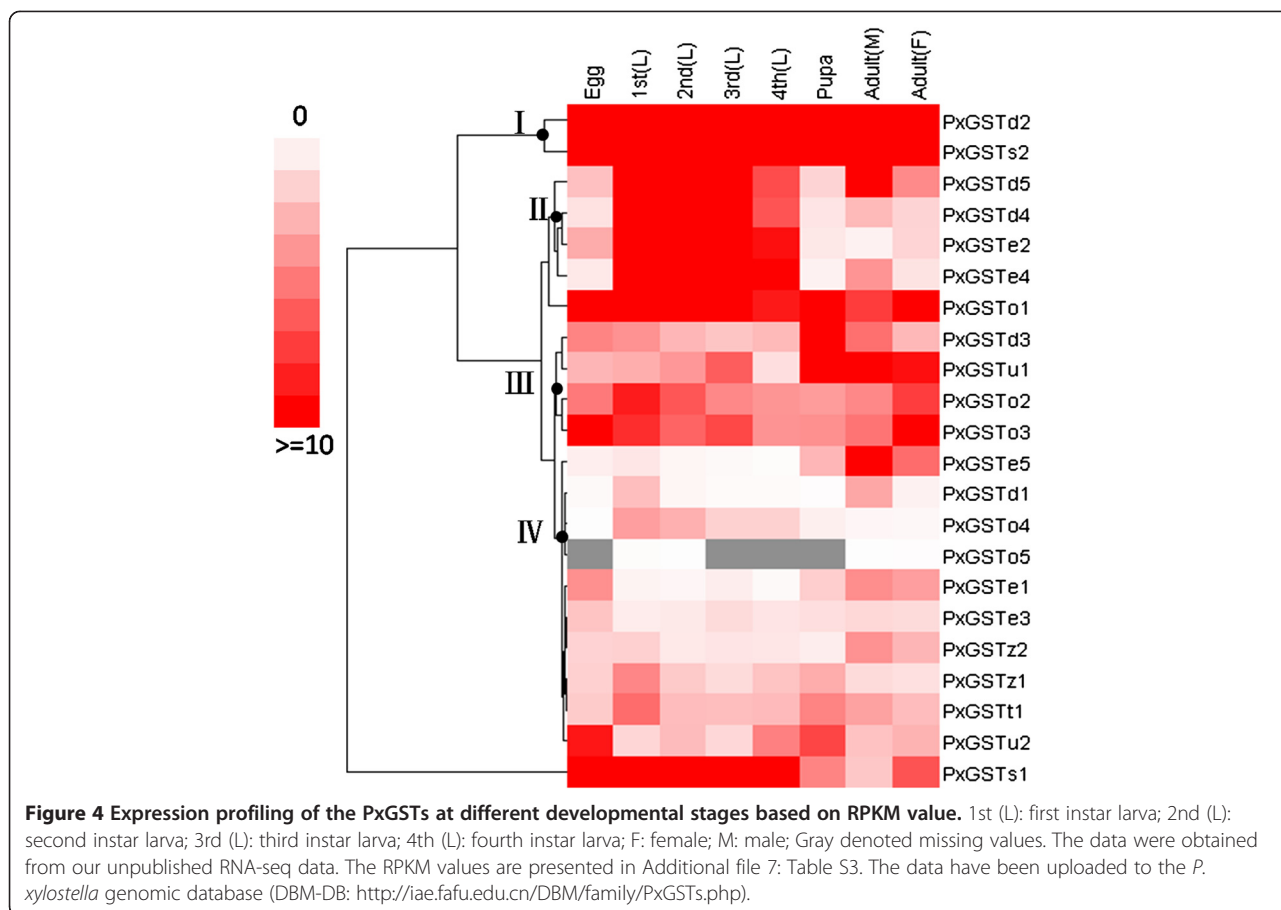 Egg 1st(L) 2nd(L) 3rd(L) 4th(L) Pupa Adult(M) Adult(F)
0
>=10
I
II
III
IV
PxGSTd2
PxGSTs2
PxGSTd5
PxGSTd4
PxGSTe2
PxGSTe4
PxGSTo1
PxGSTd3
PxGSTu1
PxGSTo2
PxGSTo3
PxGSTe5
PxGSTd1
PxGSTo4
PxGSTo5
PxGSTe1
PxGSTe3
PxGSTz2
PxGSTz1
PxGSTt1
PxGSTu2
PxGSTs1
Figure 4 Expression profiling of the PxGSTs at different developmental stages based on RPKM value. 1st (L): first instar larva; 2nd (L):
second instar larva; 3rd (L): third instar larva; 4th (L): fourth instar larva; F: female; M: male; Gray denoted missing values. The data were obtained
from our unpublished RNA-seq data. The RPKM values are presented in Additional file 7: Table S3. The data have been uploaded to the P.
xylostella genomic database (DBM-DB: http://iae.fafu.edu.cn/DBM/family/PxGSTs.php).